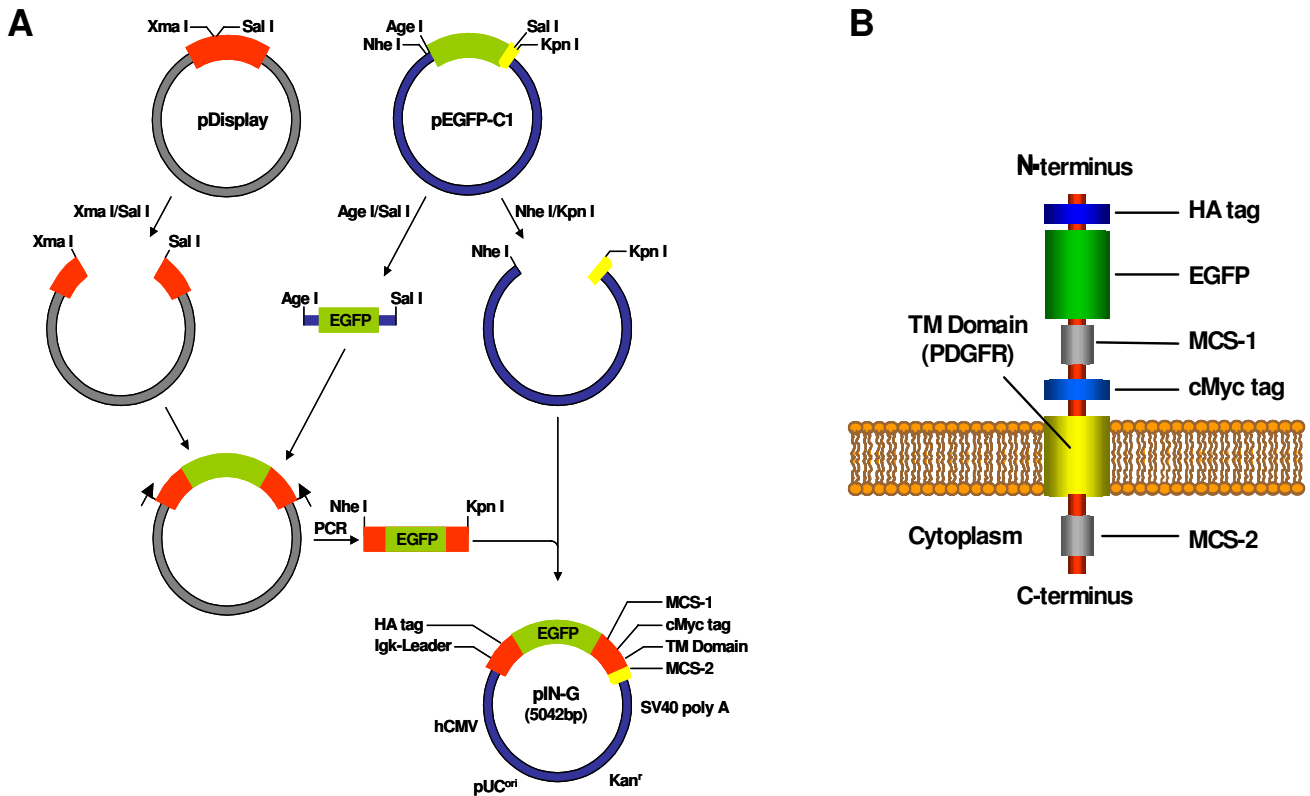 A
Xma I
Sal I
pDisplay
Age I
Nhe I
Sal I
Kpn I
pEGFP-C1
Xma I/Sal I
Age I/Sal I
Nhe I/Kpn I
Xma I
Sal I
Age I
Sal I
EGFP
Nhe I
Kpn I
PCR
Nhe I
Kpn I
EGFP
HA tag
Igk-Leader
EGFP
MCS-1
cMyc tag
TM Domain
MCS-2
pIN-G
(5042bp)
hCMV
SV40 poly A
pUCori
Kanr
B
N-terminus
HA tag
EGFP
TM Domain
(PDGFR)
MCS-1
cMyc tag
Cytoplasm
MCS-2
C-terminus